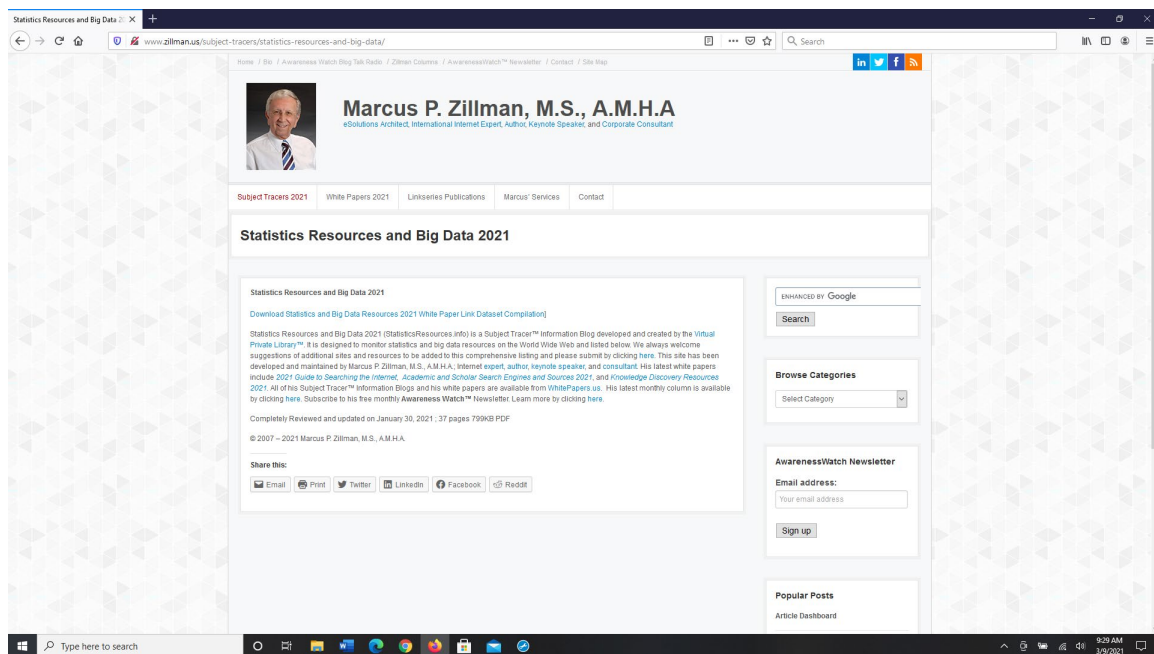 Statistics Resources and Big Data 2
www.zillman.us/subject-tracers/statistics-resources-and-big-data/
Search
Home / Bio / Awareness Watch Blog Talk Radio / Zillman Columns / AwarenessWatch™ Newsletter / Contact / Site Map
Marcus P. Zillman, M.S., A.M.H.A
eSolutions Architect, International Internet Expert, Author, Keynote Speaker, and Corporate Consultant
Subject Tracers 2021 White Papers 2021 Linkseries Publications Marcus' Services Contact
Statistics Resources and Big Data 2021
Statistics Resources and Big Data 2021
Download Statistics and Big Data Resources 2021 White Paper Link Dataset Compilation]
Statistics Resources and Big Data 2021 (StatisticsResources.info) is a Subject Tracer™ Information Blog developed and created by the Virtual
Private Library™. It is designed to monitor statistics and big data resources on the World Wide Web and listed below. We always welcome
suggestions of additional sites and resources to be added to this comprehensive listing and please submit by clicking here. This site has been
developed and maintained by Marcus P. Zillman, M.S., A.M.H.A.; Internet expert, author, keynote speaker, and consultant. His latest white papers
include 2021 Guide to Searching the Internet, Academic and Scholar Search Engines and Sources 2021, and Knowledge Discovery Resources
2021. All of his Subject Tracer™ Information Blogs and his white papers are available from WhitePapers.us. His latest monthly column is available
by clicking here. Subscribe to his free monthly Awareness Watch™ Newsletter. Learn more by clicking here.
Completely Reviewed and updated on January 30, 2021 ; 37 pages 799KB PDF
© 2007 – 2021 Marcus P. Zillman, M.S., A.M.H.A.
Share this:
Email Print Twitter LinkedIn Facebook Reddit
ENHANCED BY Google
Search
Browse Categories
Select Category
AwarenessWatch Newsletter
Email address:
Your email address
Sign up
Popular Posts
Article Dashboard
Type here to search
9:29 AM
3/9/2021